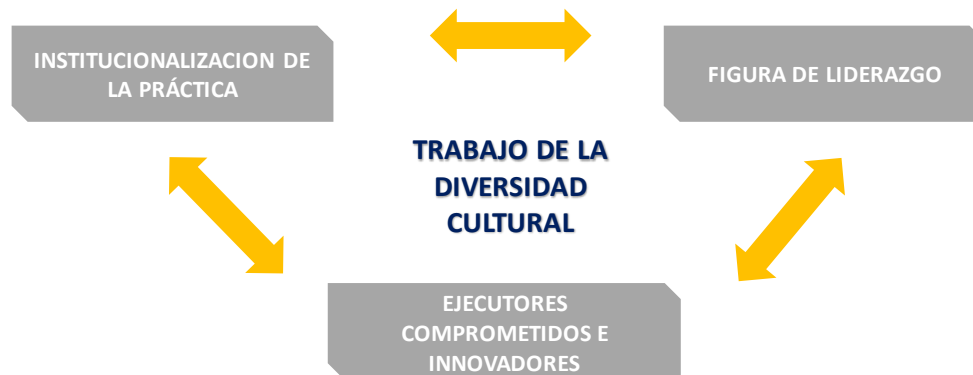 INSTITUCIONALIZACION DE
LA PRÁCTICA
FIGURA DE LIDERAZGO
TRABAJO DE LA
DIVERSIDAD
CULTURAL
EJECUTORES
COMPROMETIDOS E
INNOVADORES